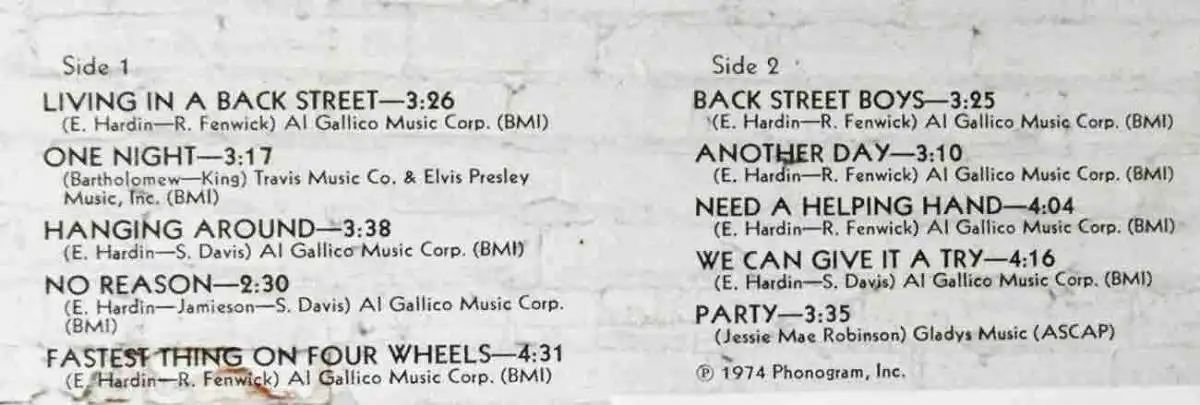 Side 1
LIVING IN A BACK STREET—3:26
(E. Hardin—R. Fenwick) Al Gallico Music Corp. (BMI)
ONE NIGHT—3:17
(Bartholomew—King) Travis Music Co. & Elvis Presley
Music, Inc. (BMI)
HANGING AROUND—3:38
(E. Hardin—S. Davis) Al Gallico Music Corp. (BMI)
NO REASON—2:30
(E. Hardin—Jamieson—S. Davis) Al Gallico Music Corp.
(BMI)
FASTEST THING ON FOUR WHEELS—4:31
(E. Hardin—R. Fenwick) Al Gallico Music Corp. (BMI)
Side 2
BACK STREET BOYS—3:25
(E. Hardin—R. Fenwick) Al Gallico Music Corp. (BMI)
ANOTHER DAY—3:10
(E. Hardin—R. Fenwick) Al Gallico Music Corp. (BMI)
NEED A HELPING HAND—4:04
(E. Hardin—R. Fenwick) Al Gallico Music Corp. (BMI)
WE CAN GIVE IT A TRY—4:16
(E. Hardin—S. Davis) Al Gallico Music Corp. (BMI)
PARTY—3:35
(Jessie Mae Robinson) Gladys Music (ASCAP)
℗ 1974 Phonogram, Inc.